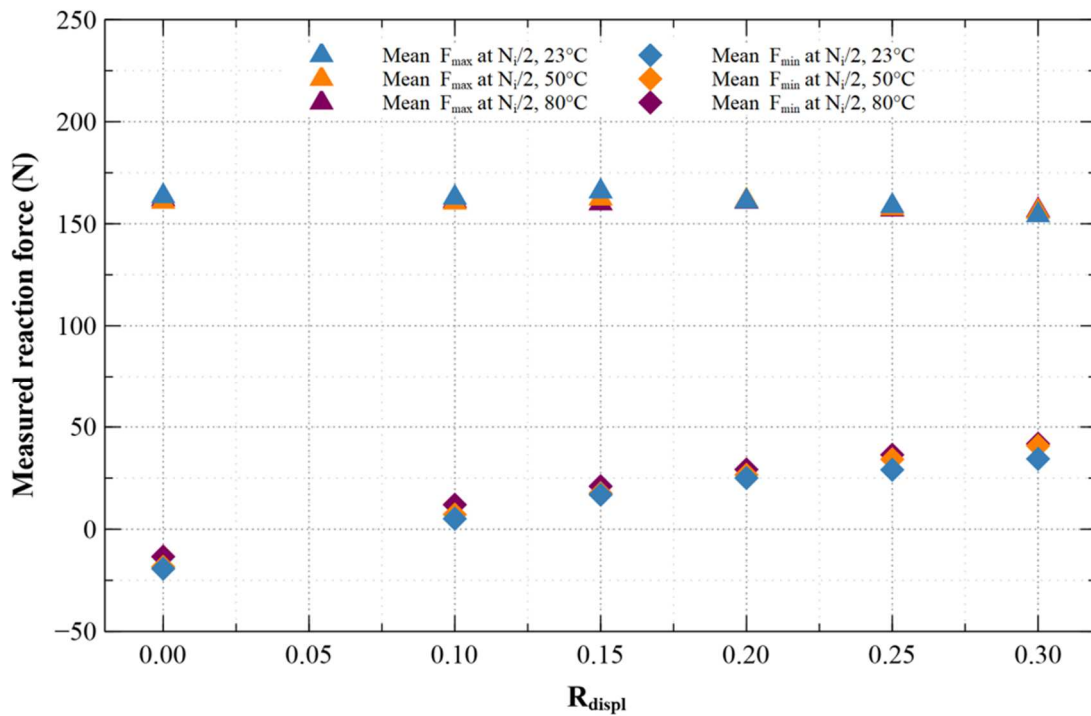 250
200
150
100
50
0
−50
Measured reaction force (N)
Mean F_max at N_i/2, 23°C
Mean F_max at N_i/2, 50°C
Mean F_max at N_i/2, 80°C
Mean F_min at N_i/2, 23°C
Mean F_min at N_i/2, 50°C
Mean F_min at N_i/2, 80°C
0.00 0.05 0.10 0.15 0.20 0.25 0.30
R_displ